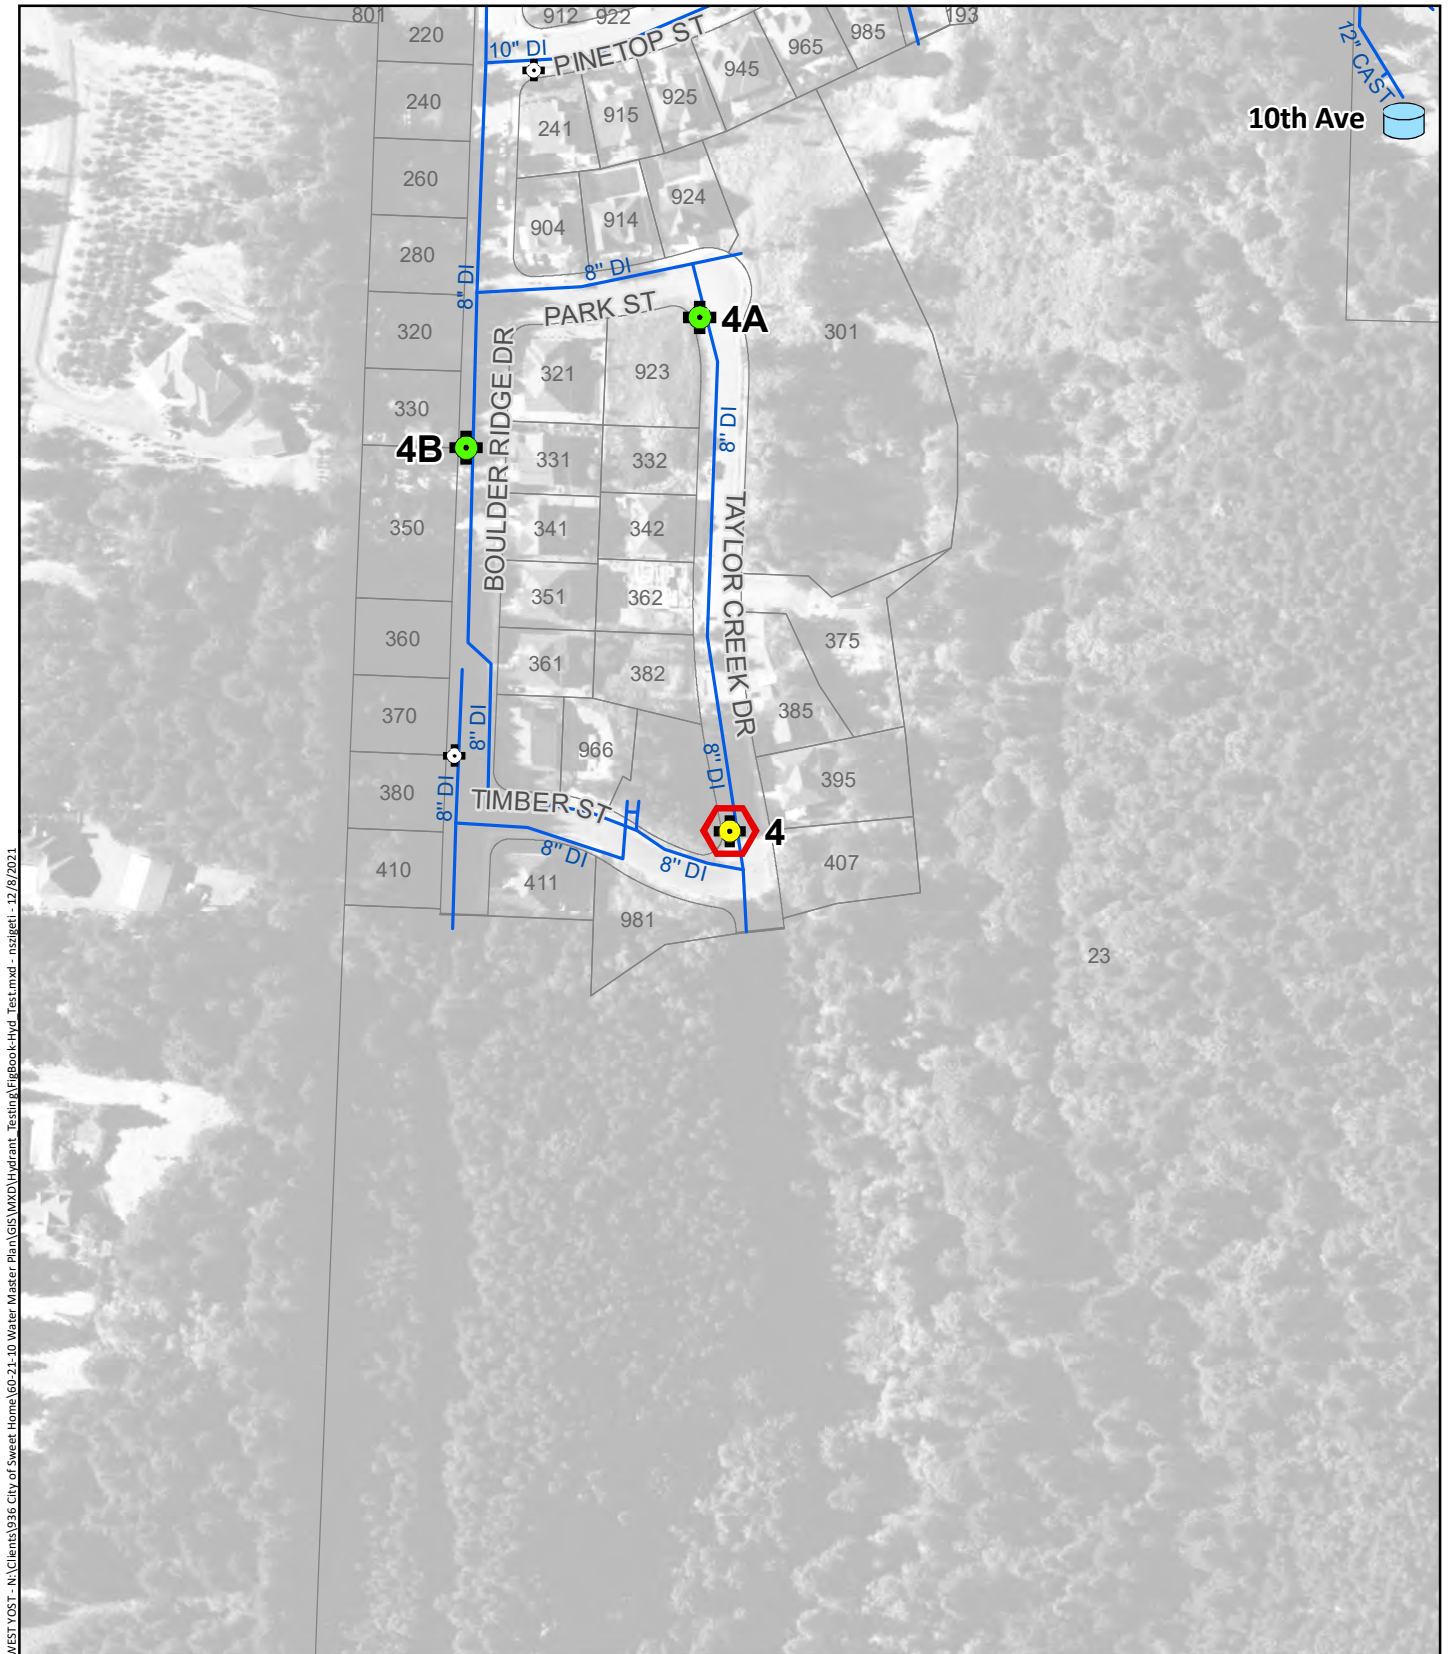 801
220
912
922
193
10" DI
PINETOP ST
945
965
985
12" CAST
240
241
915
925
10th Ave
260
904
914
924
280
8" DI
8" DI
PARK ST
4A
320
301
BOULDER RIDGE DR
321
923
330
8" DI
4B
331
332
350
341
342
TAYLOR CREEK DR
351
362
360
361
382
375
370
8" DI
385
966
8" DI
395
380
8" DI
TIMBER ST
4
410
8" DI
8" DI
407
411
981
23
WEST YOST - N:\Clients\936 City of Sweet Home\60-21-10 Water Master Plan\GIS\MXD\Hydrant_Testing\FigBook-Hyd_Test.mxd - nszigeti - 12/8/2021